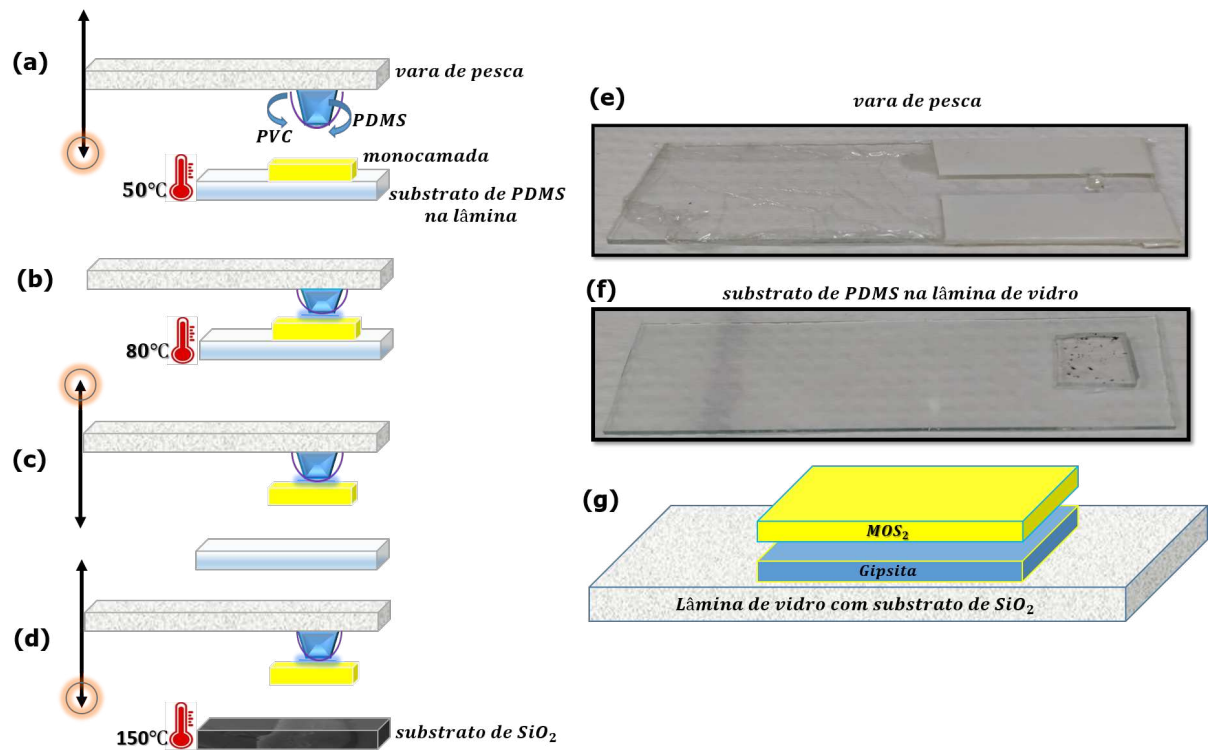 (a)
vara de pesca
PVC
PDMS
monocamada
50℃
substrato de PDMS
na lâmina
(b)
80℃
(c)
(d)
150℃
substrato de SiO₂
(e)
vara de pesca
(f)
substrato de PDMS na lâmina de vidro
(g)
MOS₂
Gipsita
Lâmina de vidro com substrato de SiO₂